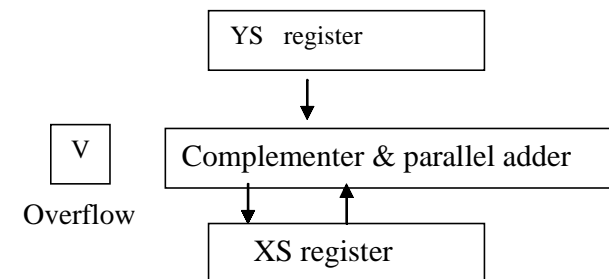 YS register
V
Complementer & parallel adder
Overflow
XS register